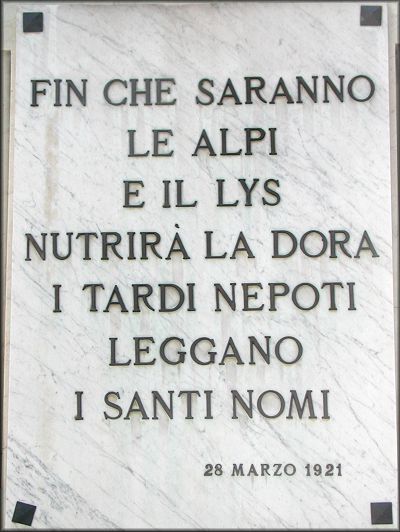 FIN CHE SARANNO
LE ALPI
E IL LYS
NUTRIRÀ LA DORA
I TARDI NEPOTI
LEGGANO
I SANTI NOMI
28 MARZO 1921